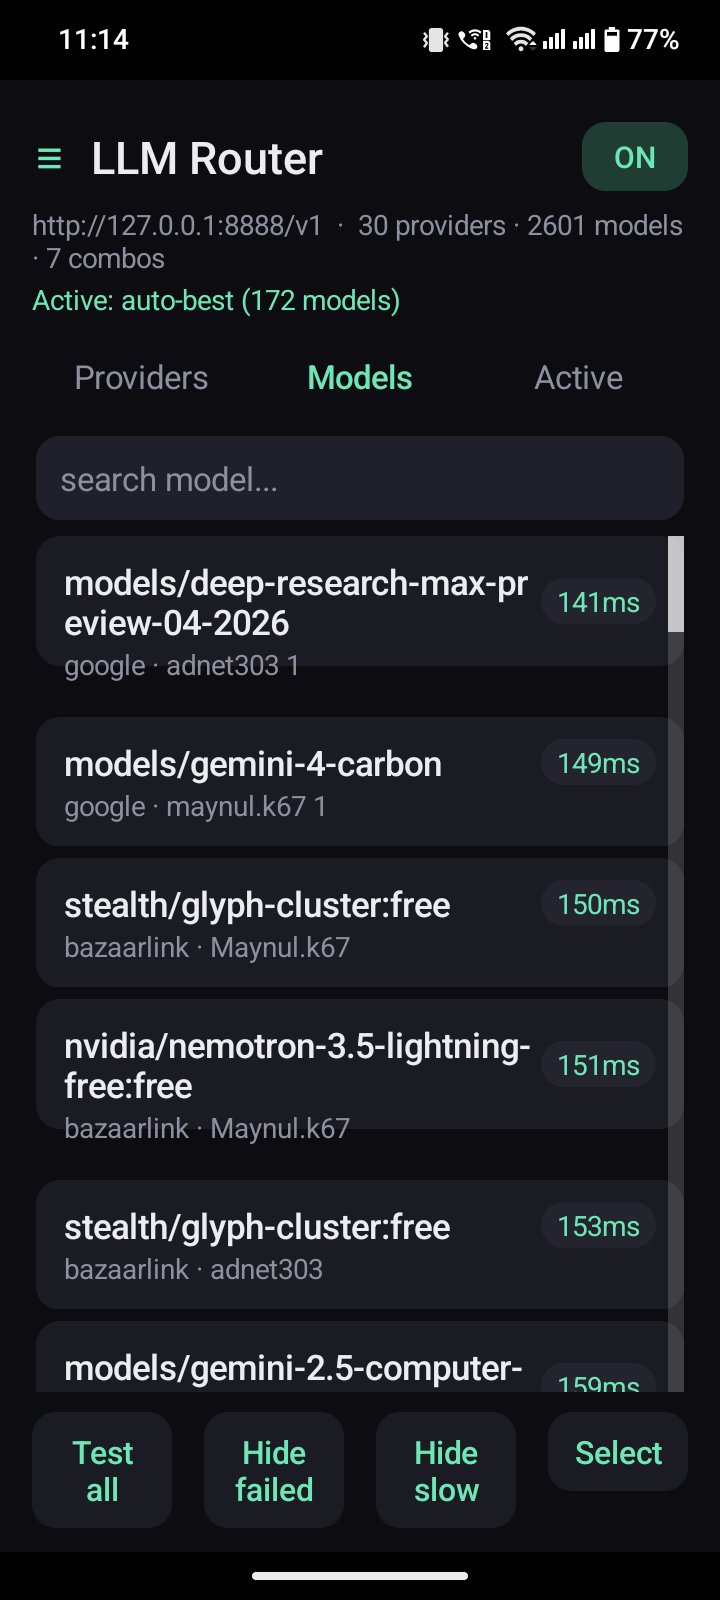 11:14
77%
LLM Router
ON
http://127.0.0.1:8888/v1 · 30 providers · 2601 models
· 7 combos
Active: auto-best (172 models)
Providers
Models
Active
search model...
models/deep-research-max-pr
eview-04-2026
141ms
google · adnet303 1
models/gemini-4-carbon
149ms
google · maynul.k67 1
stealth/glyph-cluster:free
150ms
bazaarlink · Maynul.k67
nvidia/nemotron-3.5-lightning-
free:free
151ms
bazaarlink · Maynul.k67
stealth/glyph-cluster:free
153ms
bazaarlink · adnet303
models/gemini-2.5-computer-
159ms
Test
all
Hide
failed
Hide
slow
Select